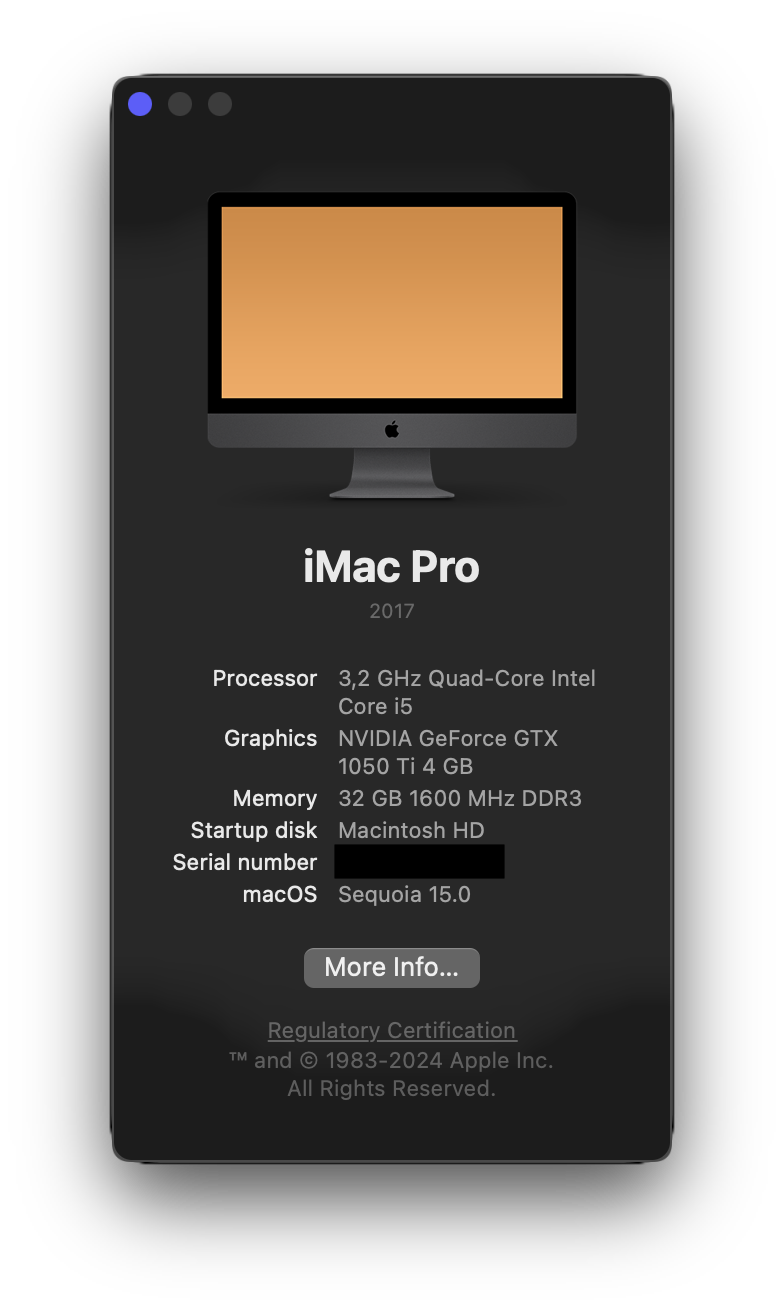 iMac Pro
2017
Processor 3,2 GHz Quad-Core Intel
Core i5
Graphics NVIDIA GeForce GTX
1050 Ti 4 GB
Memory 32 GB 1600 MHz DDR3
Startup disk Macintosh HD
Serial number
macOS Sequoia 15.0
More Info...
Regulatory Certification
™ and © 1983-2024 Apple Inc.
All Rights Reserved.